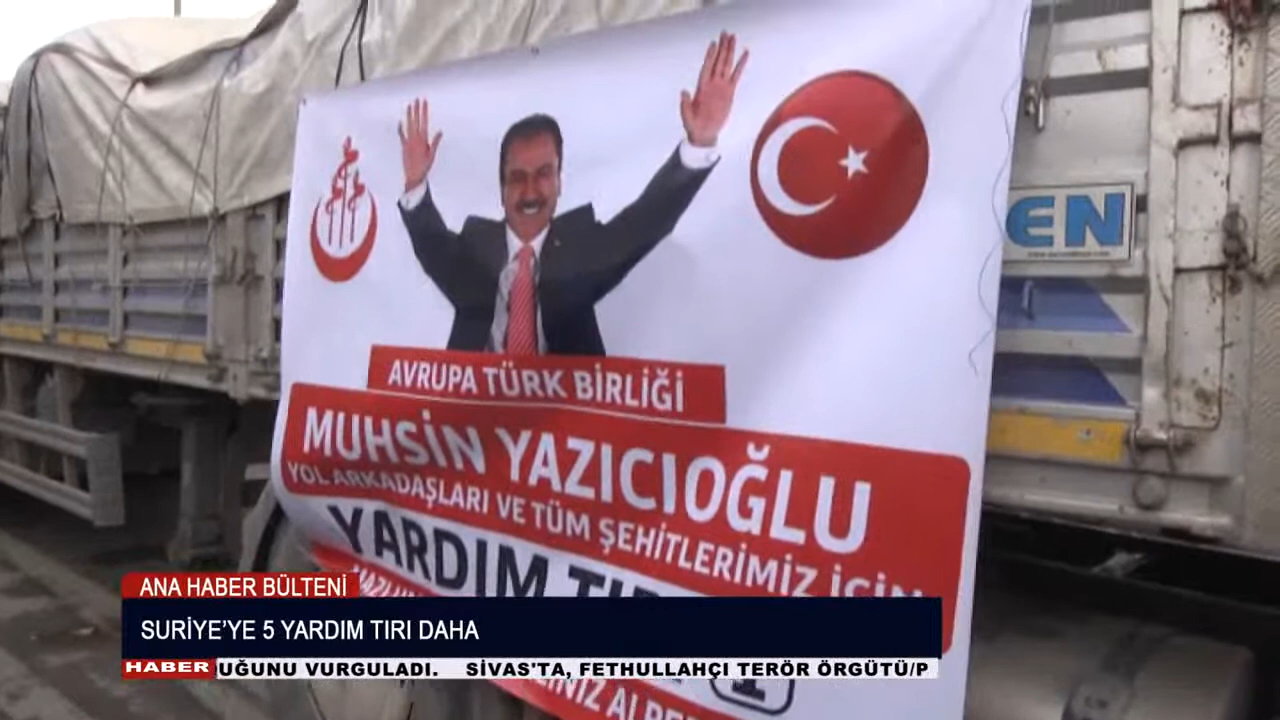 AVRUPA TÜRK BİRLİĞİ
EN
MUHSİN YAZICIOĞLU
YOL ARKADAŞLARI VE TÜM ŞEHİTLERİMİZ İÇİN
YARDIM
ANA HABER BÜLTENİ
SURİYE'YE 5 YARDIM TIRI DAHA
HABER UĞUNU VURGULADI. SİVAS'TA, FETHULLAHÇI TERÖR ÖRGÜTÜ/P